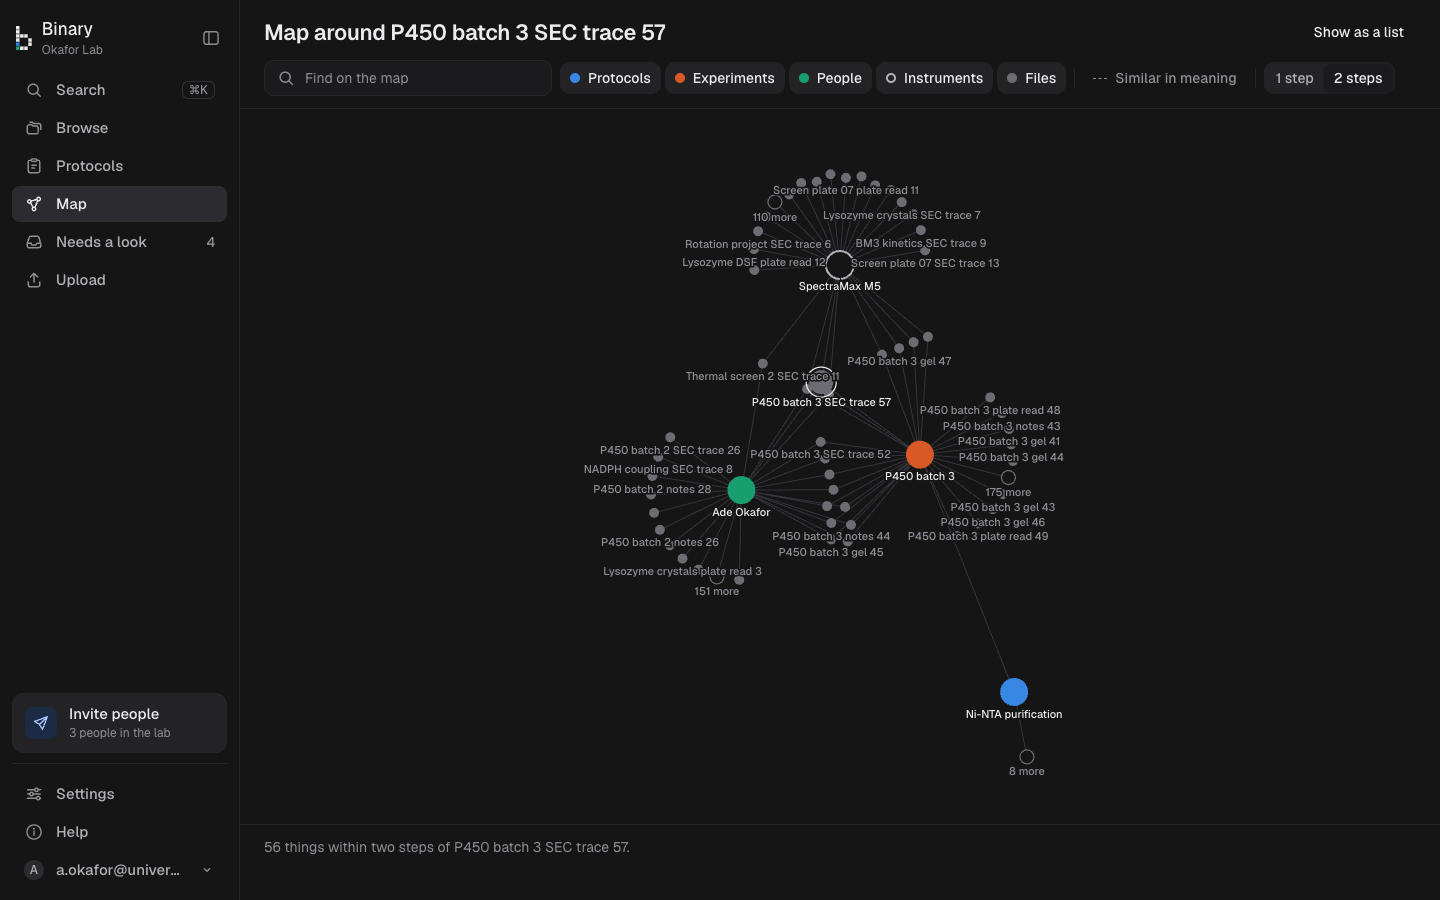 Binary
Okafor Lab
Search
⌘K
Browse
Protocols
Map
Needs a look
4
Upload
Invite people
3 people in the lab
Settings
Help
A
a.okafor@univer...
Map around P450 batch 3 SEC trace 57
Show as a list
Find on the map
Protocols
Experiments
People
Instruments
Files
Similar in meaning
1 step
2 steps
Screen plate 07 plate read 11
110 more
Lysozyme crystals SEC trace 7
Rotation project SEC trace 6
BM3 kinetics SEC trace 9
Lysozyme DSF plate read 12
Screen plate 07 SEC trace 13
SpectraMax M5
P450 batch 3 gel 47
Thermal screen 2 SEC trace 11
P450 batch 3 SEC trace 57
P450 batch 3 plate read 48
P450 batch 3 notes 43
P450 batch 3 gel 41
P450 batch 3 gel 44
P450 batch 2 SEC trace 26
P450 batch 3 SEC trace 52
NADPH coupling SEC trace 8
P450 batch 3
P450 batch 2 notes 28
175 more
Ade Okafor
P450 batch 3 gel 43
P450 batch 3 gel 46
P450 batch 3 notes 44
P450 batch 3 plate read 49
P450 batch 2 notes 26
P450 batch 3 gel 45
Lysozyme crystals plate read 3
151 more
Ni-NTA purification
8 more
56 things within two steps of P450 batch 3 SEC trace 57.